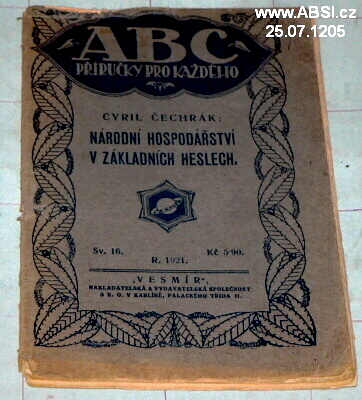 www.ABSI.cz
25.07.1205
ABC
PŘÍRUČKY PRO KAŽDÉHO
CYRIL ČECHRÁK:
NÁRODNÍ HOSPODÁŘSTVÍ
V ZÁKLADNÍCH HESLECH.
Sv. 16. Kč 5·90.
R. 1921.
„VESMÍR“,
NAKLADATELSKÁ A VYDAVATELSKÁ SPOLEČNOST
S R. O. V KARLÍNĚ, PALACKÉHO TŘÍDA 41.